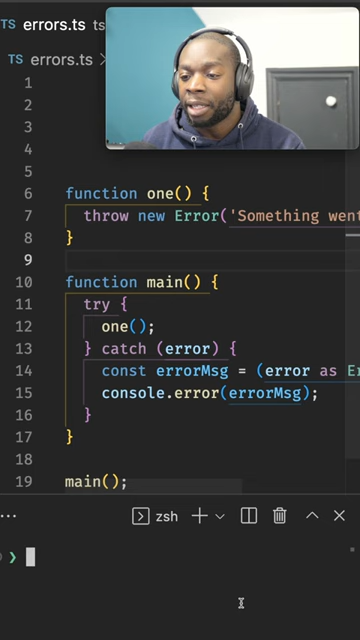 TS errors.ts ts
TS errors.ts >
1
2
3
4
5
6 function one() {
7 throw new Error('Something went
8 }
9
10 function main() {
11 try {
12 one();
13 } catch (error) {
14 const errorMsg = (error as Er
15 console.error(errorMsg);
16 }
17 }
18
19 main();
... zsh
❯